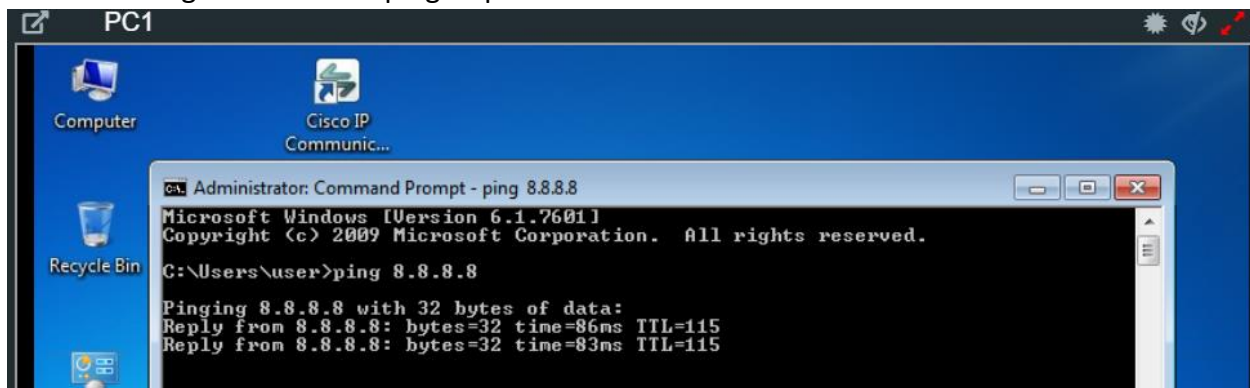 PC1
Computer
Cisco IP
Communic...
Administrator: Command Prompt - ping 8.8.8.8
Microsoft Windows [Version 6.1.7601]
Copyright (c) 2009 Microsoft Corporation. All rights reserved.
Recycle Bin
C:\Users\user>ping 8.8.8.8
Pinging 8.8.8.8 with 32 bytes of data:
Reply from 8.8.8.8: bytes=32 time=86ms TTL=115
Reply from 8.8.8.8: bytes=32 time=83ms TTL=115